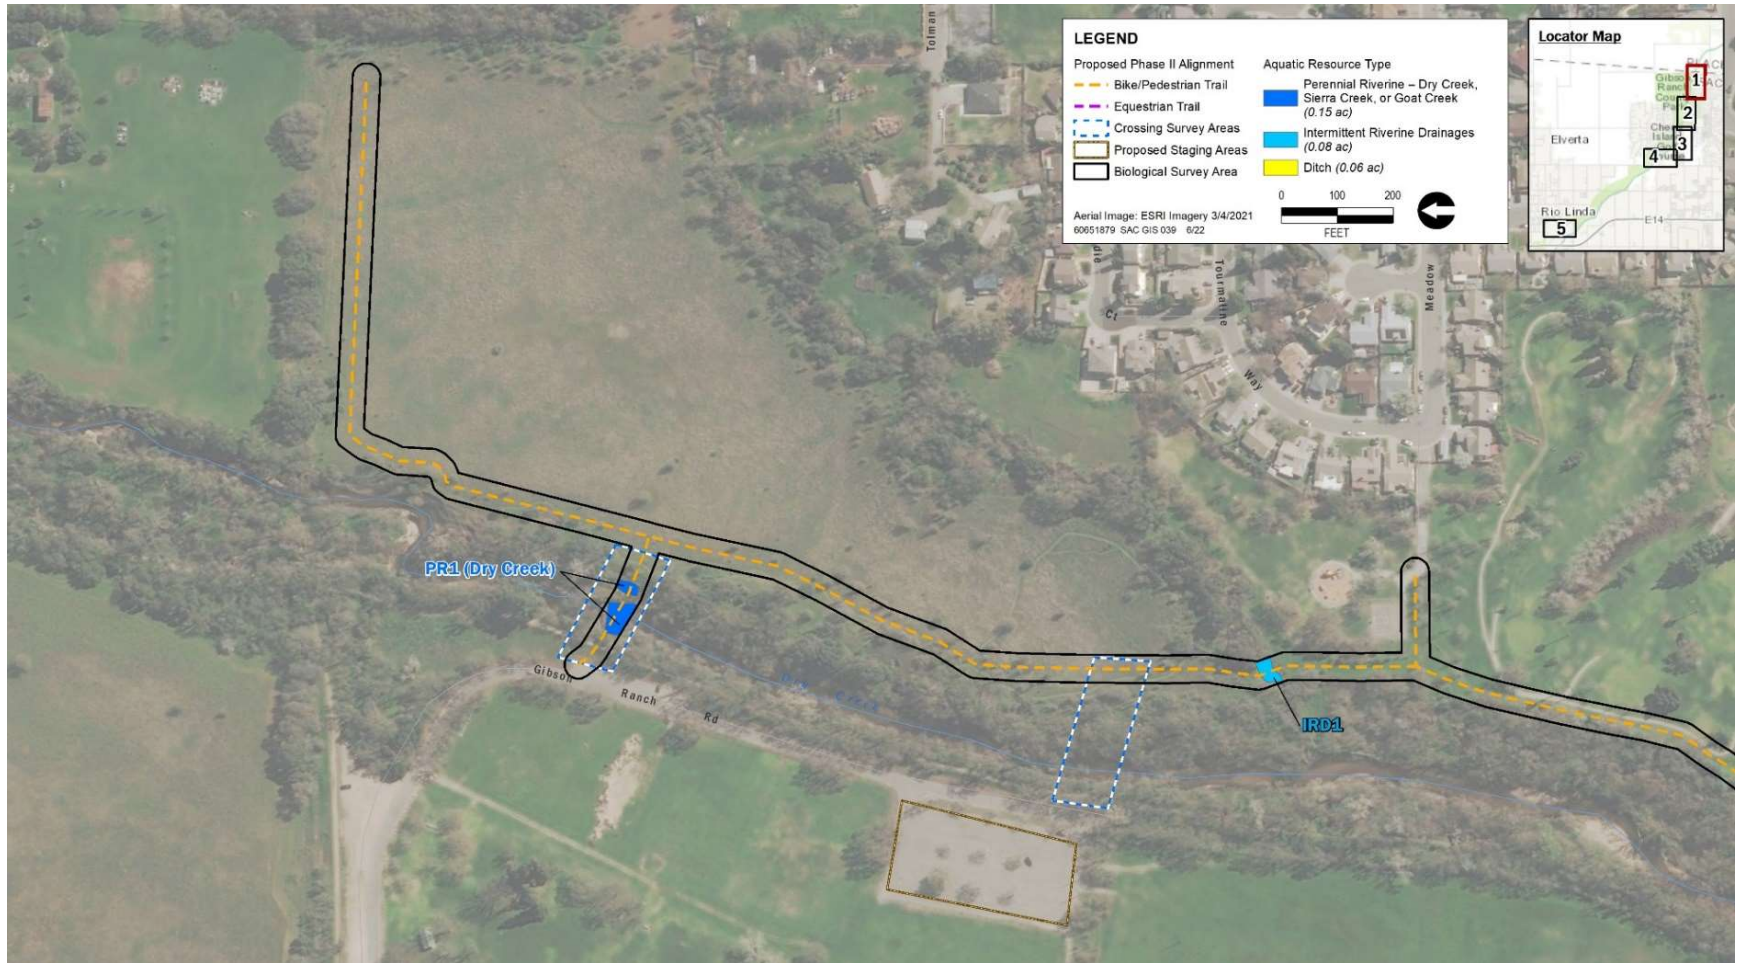 Tolman
LEGEND
Proposed Phase II Alignment
Bike/Pedestrian Trail
Equestrian Trail
Crossing Survey Areas
Proposed Staging Areas
Biological Survey Area
Aquatic Resource Type
Perennial Riverine – Dry Creek,
Sierra Creek, or Goat Creek
(0.15 ac)
Intermittent Riverine Drainages
(0.08 ac)
Ditch (0.06 ac)
0 100 200
FEET
Aerial Image: ESRI Imagery 3/4/2021
60651879 SAC GIS 039 6/22
Locator Map
1
2
3
4
5
Elverta
Rio Linda
E14
Ct
Tourmaline
Way
Meadow
PR1 (Dry Creek)
Gibson
Ranch
Rd
Dry Creek
IRD1